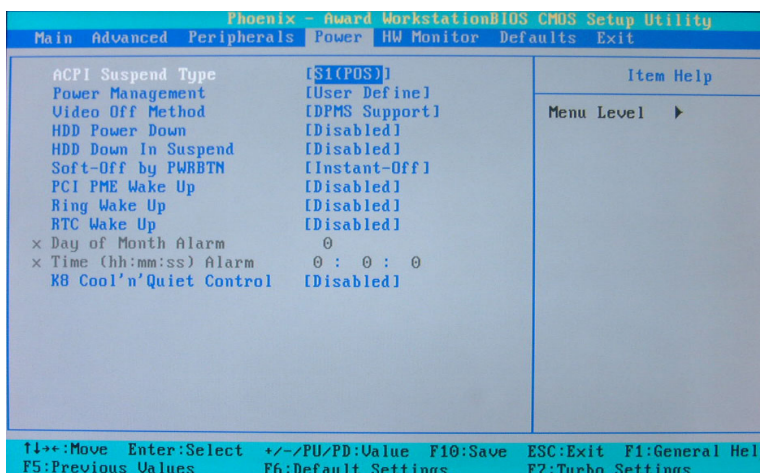 Phoenix - Award WorkstationBIOS CMOS Setup Utility
Main Advanced Peripherals Power HW Monitor Defaults Exit
ACPI Suspend Type [S1(POS)]
Power Management [User Define]
Video Off Method [DPMS Support]
HDD Power Down [Disabled]
HDD Down In Suspend [Disabled]
Soft-Off by PWRBTN [Instant-Off]
PCI PME Wake Up [Disabled]
Ring Wake Up [Disabled]
RTC Wake Up [Disabled]
x Day of Month Alarm 0
x Time (hh:mm:ss) Alarm 0 : 0 : 0
K8 Cool'n'Quiet Control [Disabled]
Item Help
Menu Level ▶
↑↓→←:Move Enter:Select +/-/PU/PD:Value F10:Save ESC:Exit F1:General Hel
F5:Previous Values F6:Default Settings F7:Turbo Settings